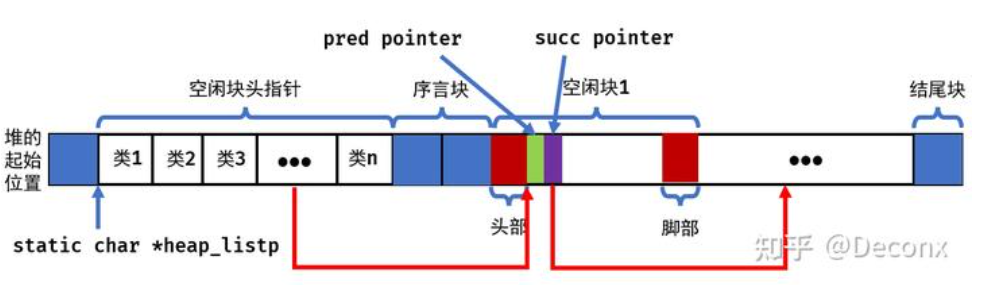 pred pointer
succ pointer
空闲块头指针
序言块
空闲块1
结尾块
堆的
起始
位置
类1
类2
类3
•••
类n
•••
头部
脚部
static char *heap_listp
知乎 @Deconx